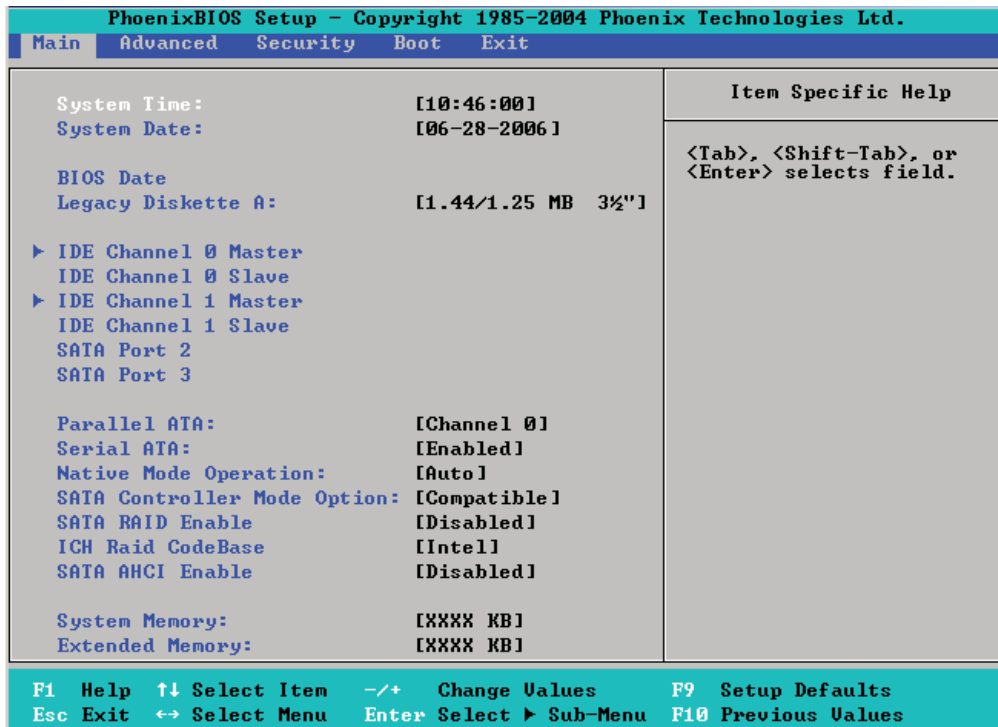 PhoenixBIOS Setup - Copyright 1985-2004 Phoenix Technologies Ltd.
Main Advanced Security Boot Exit
System Time: [10:46:00]
System Date: [06-28-2006]
BIOS Date
Legacy Diskette A: [1.44/1.25 MB 3½"]
▶ IDE Channel 0 Master
IDE Channel 0 Slave
▶ IDE Channel 1 Master
IDE Channel 1 Slave
SATA Port 2
SATA Port 3
Parallel ATA: [Channel 0]
Serial ATA: [Enabled]
Native Mode Operation: [Auto]
SATA Controller Mode Option: [Compatible]
SATA RAID Enable [Disabled]
ICH Raid CodeBase [Intel]
SATA AHCI Enable [Disabled]
System Memory: [XXXX KB]
Extended Memory: [XXXX KB]
Item Specific Help
<Tab>, <Shift-Tab>, or
<Enter> selects field.
F1 Help ↑↓ Select Item -/+ Change Values F9 Setup Defaults
Esc Exit ↔ Select Menu Enter Select ▶ Sub-Menu F10 Previous Values